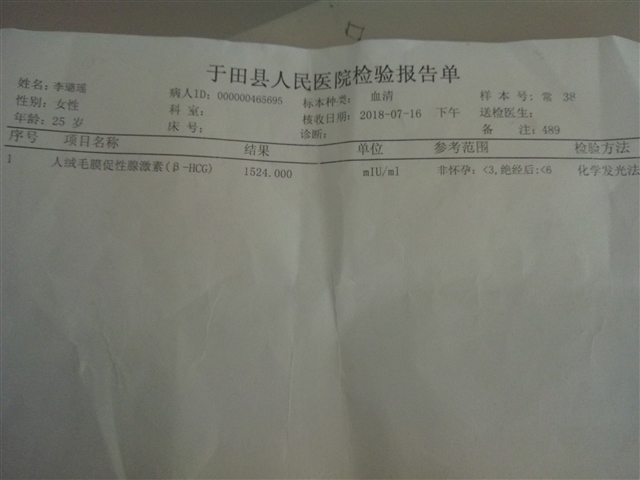 于田县人民医院检验报告单
姓名: 李璐瑶 病人ID: 000000465695 标本种类: 血清 样本号: 常 38
性别: 女性 科室: 核收日期: 2018-07-16 下午 送检医生:
年龄: 25 岁 床号: 诊断: 备注: 489
序号 项目名称 结果 单位 参考范围 检验方法
1 人绒毛膜促性腺激素(β-HCG) 1524.000 mIU/ml 非怀孕: <3,绝经后:<6 化学发光法